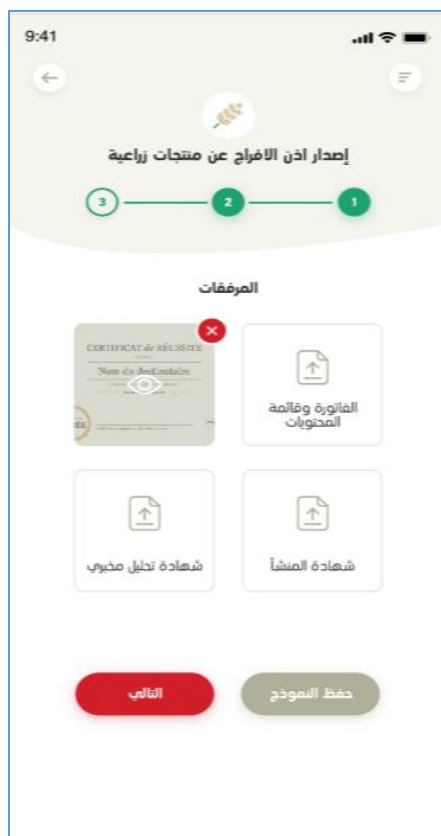 9:41
إصدار اذن الافراج عن منتجات زراعية
1
2
3
المرفقات
الفاتورة وقائمة
المحتويات
CERTIFICAT de RÉUSSITE
Nom du destinataire
شهادة المنشأ
شهادة تحليل مخبري
حفظ النموذج
التالي